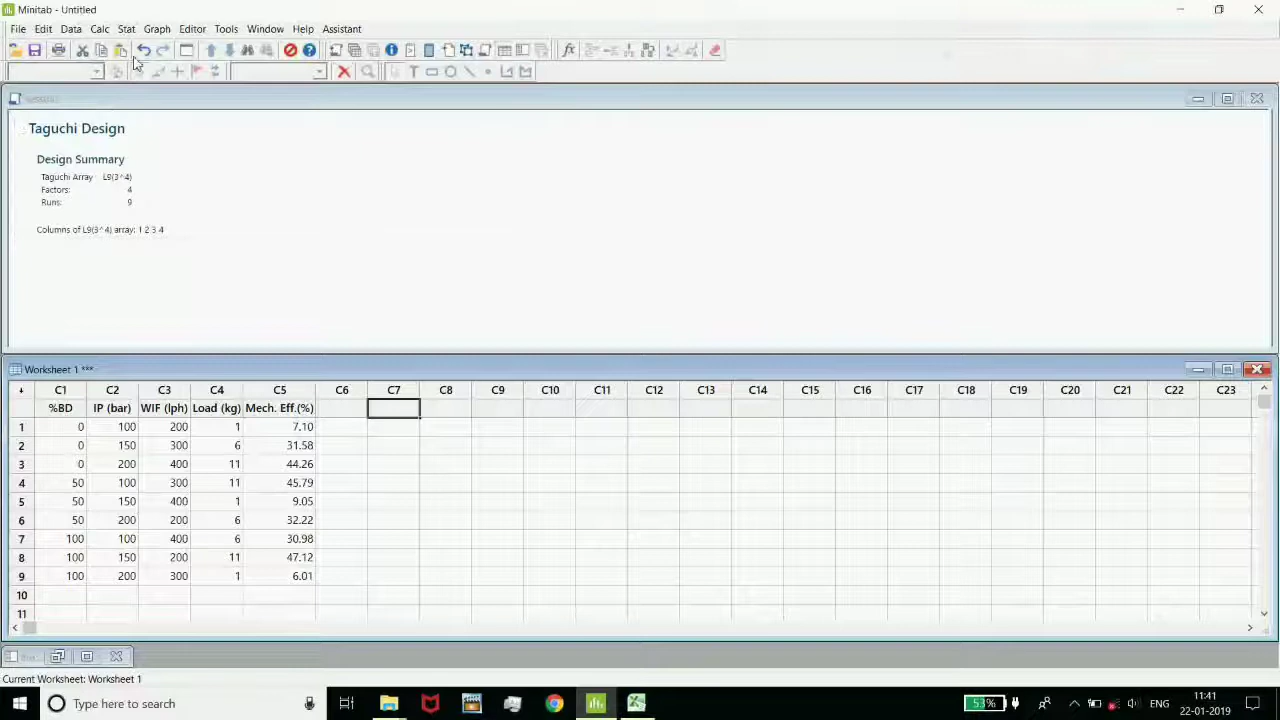 Minitab - Untitled
File Edit Data Calc Stat Graph Editor Tools Window Help Assistant
Taguchi Design
Design Summary
Taguchi Array L9(3^4)
Factors: 4
Runs: 9
Columns of L9(3^4) array: 1 2 3 4
Worksheet 1 ***
+ C1 C2 C3 C4 C5 C6 C7 C8 C9 C10 C11 C12 C13 C14 C15 C16 C17 C18 C19 C20 C21 C22 C23
%BD IP (bar) WIF (lph) Load (kg) Mech. Eff.(%)
1 0 100 200 1 7.10
2 0 150 300 6 31.58
3 0 200 400 11 44.26
4 50 100 300 11 45.79
5 50 150 400 1 9.05
6 50 200 200 6 32.22
7 100 100 400 6 30.98
8 100 150 200 11 47.12
9 100 200 300 1 6.01
10
11
Current Worksheet: Worksheet 1
Type here to search
53%
ENG
11:41
22-01-2019